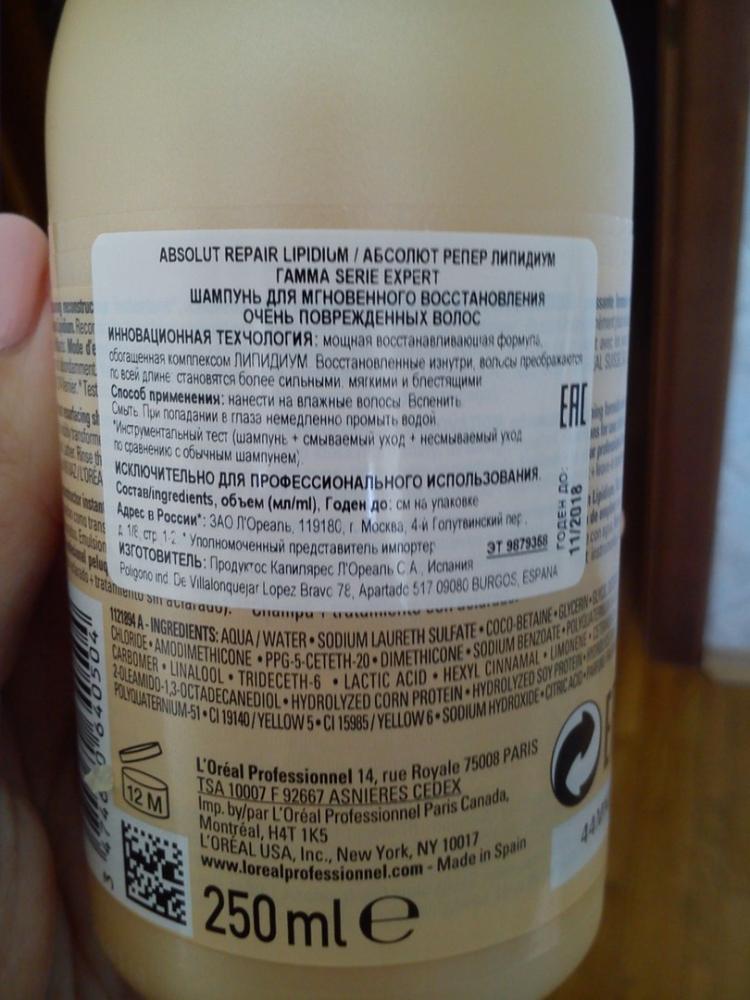 ABSOLUT REPAIR LIPIDIUM / АБСОЛЮТ РЕПЕР ЛИПИДИУМ
ГАММА SERIE EXPERT
ШАМПУНЬ ДЛЯ МГНОВЕННОГО ВОССТАНОВЛЕНИЯ
ОЧЕНЬ ПОВРЕЖДЕННЫХ ВОЛОС
ИННОВАЦИОННАЯ ТЕХЧОЛОГИЯ: мощная восстанавливающая формула,
обогащенная комплексом ЛИПИДИУМ. Восстановленные изнутри, волосы преображаются
по всей длине: становятся более сильными, мягкими и блестящими
Способ применения: нанести на влажные волосы. Вспенить.
Смыть. При попадании в глаза немедленно промыть водой.
*Инструментальный тест (шампунь + смываемый уход + несмываемый уход
по сравнению с обычным шампунем).
ИСКЛЮЧИТЕЛЬНО ДЛЯ ПРОФЕССИОНАЛЬНОГО ИСПОЛЬЗОВАНИЯ.
Состав/ingredients, объем (мл/ml), Годен до: см на упаковке
Адрес в России*: ЗАО Л'Ореаль, 119180, г. Москва, 4-й Голутвинский пер.,
д. 1/8, стр. 1-2. * Уполномоченный представитель импортер
ЭТ 9879368
ИЗГОТОВИТЕЛЬ: Продуктос Капилярес Л'Ореаль С.А., Испания
Poligono ind. De Villalonquejar Lopez Bravo 78, Apartado 517 09080 BURGOS, ESPANA
EAC
ГОДЕН ДО:
11/2018
1121894 A - INGREDIENTS: AQUA / WATER • SODIUM LAURETH SULFATE • COCO-BETAINE • GLYCERIN •
CHLORIDE • AMODIMETHICONE • PPG-5-CETETH-20 • DIMETHICONE • SODIUM BENZOATE •
CARBOMER • LINALOOL • TRIDECETH-6 • LACTIC ACID • HEXYL CINNAMAL • LIMONENE •
2-OLEAMIDO-1,3-OCTADECANEDIOL • HYDROLYZED CORN PROTEIN • HYDROLYZED SOY PROTEIN •
POLYQUATERNIUM-51 • CI 19140 / YELLOW 5 • CI 15985 / YELLOW 6 • SODIUM HYDROXIDE • CITRIC ACID •
12 M
L'Oréal Professionnel 14, rue Royale 75008 PARIS
TSA 10007 F 92667 ASNIERES CEDEX
Imp. by/par L'Oréal Professionnel Paris Canada,
Montréal, H4T 1K5
L'ORÉAL USA, Inc., New York, NY 10017
www.lorealprofessionnel.com - Made in Spain
250 ml e